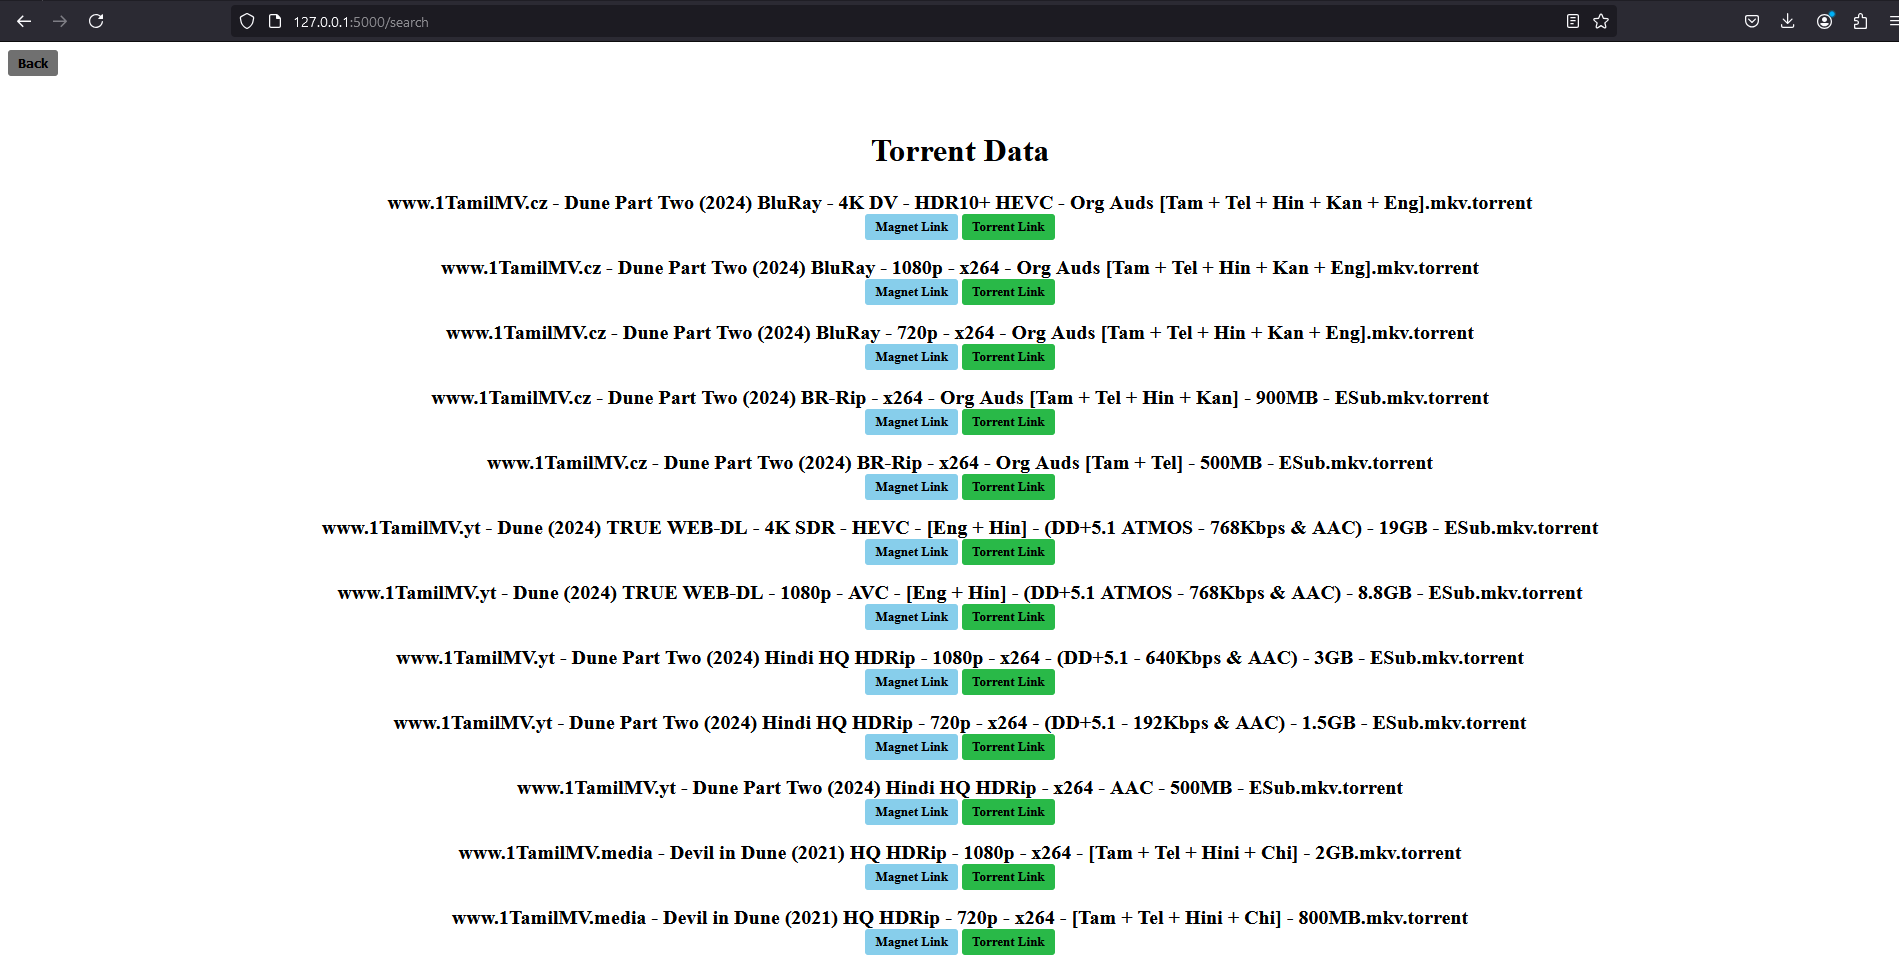 127.0.0.1:5000/search
Back
Torrent Data
www.1TamilMV.cz - Dune Part Two (2024) BluRay - 4K DV - HDR10+ HEVC - Org Auds [Tam + Tel + Hin + Kan + Eng].mkv.torrent
Magnet Link Torrent Link
www.1TamilMV.cz - Dune Part Two (2024) BluRay - 1080p - x264 - Org Auds [Tam + Tel + Hin + Kan + Eng].mkv.torrent
Magnet Link Torrent Link
www.1TamilMV.cz - Dune Part Two (2024) BluRay - 720p - x264 - Org Auds [Tam + Tel + Hin + Kan + Eng].mkv.torrent
Magnet Link Torrent Link
www.1TamilMV.cz - Dune Part Two (2024) BR-Rip - x264 - Org Auds [Tam + Tel + Hin + Kan] - 900MB - ESub.mkv.torrent
Magnet Link Torrent Link
www.1TamilMV.cz - Dune Part Two (2024) BR-Rip - x264 - Org Auds [Tam + Tel] - 500MB - ESub.mkv.torrent
Magnet Link Torrent Link
www.1TamilMV.yt - Dune (2024) TRUE WEB-DL - 4K SDR - HEVC - [Eng + Hin] - (DD+5.1 ATMOS - 768Kbps & AAC) - 19GB - ESub.mkv.torrent
Magnet Link Torrent Link
www.1TamilMV.yt - Dune (2024) TRUE WEB-DL - 1080p - AVC - [Eng + Hin] - (DD+5.1 ATMOS - 768Kbps & AAC) - 8.8GB - ESub.mkv.torrent
Magnet Link Torrent Link
www.1TamilMV.yt - Dune Part Two (2024) Hindi HQ HDRip - 1080p - x264 - (DD+5.1 - 640Kbps & AAC) - 3GB - ESub.mkv.torrent
Magnet Link Torrent Link
www.1TamilMV.yt - Dune Part Two (2024) Hindi HQ HDRip - 720p - x264 - (DD+5.1 - 192Kbps & AAC) - 1.5GB - ESub.mkv.torrent
Magnet Link Torrent Link
www.1TamilMV.yt - Dune Part Two (2024) Hindi HQ HDRip - x264 - AAC - 500MB - ESub.mkv.torrent
Magnet Link Torrent Link
www.1TamilMV.media - Devil in Dune (2021) HQ HDRip - 1080p - x264 - [Tam + Tel + Hini + Chi] - 2GB.mkv.torrent
Magnet Link Torrent Link
www.1TamilMV.media - Devil in Dune (2021) HQ HDRip - 720p - x264 - [Tam + Tel + Hini + Chi] - 800MB.mkv.torrent
Magnet Link Torrent Link